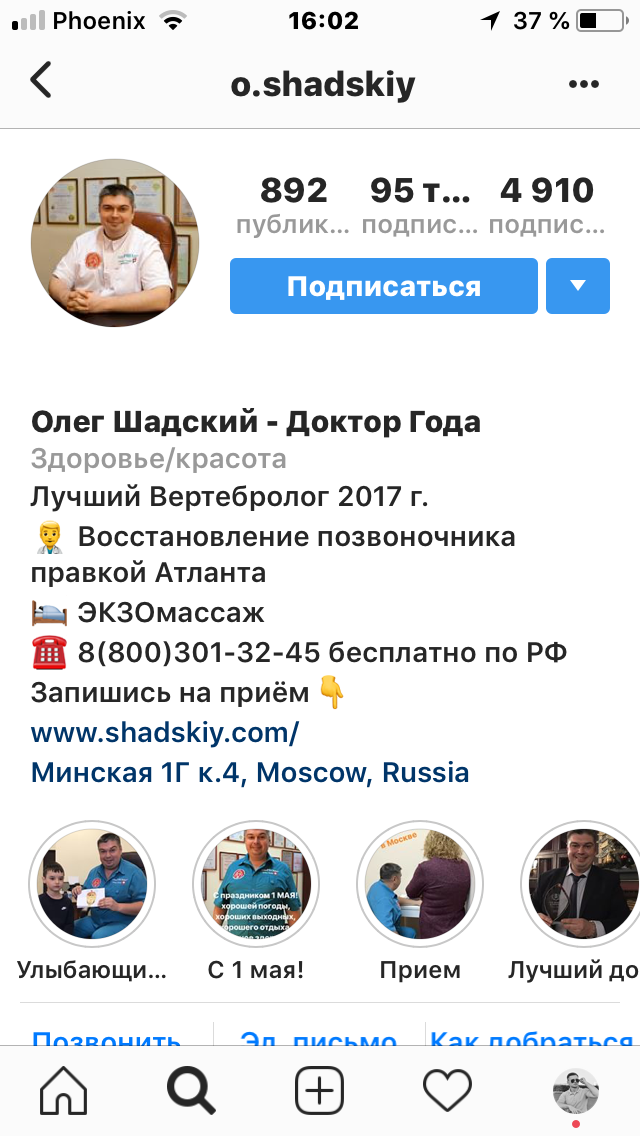 Phoenix 16:02 37 %
o.shadskiy
892 95 т... 4 910
публик... подпис... подпис...
Подписаться
Олег Шадский - Доктор Года
Здоровье/красота
Лучший Вертебролог 2017 г.
👨‍⚕️ Восстановление позвоночника
правкой Атланта
🛏️ ЭКЗОмассаж
☎️ 8(800)301-32-45 бесплатно по РФ
Запишись на приём 👇
www.shadskiy.com/
Минская 1Г к.4, Moscow, Russia
в Москве
С праздником 1 МАЯ!
хорошей погоды,
хороших выходных,
хорошего отдыха
Улыбающи... С 1 мая! Прием Лучший до
Позвонить Эл. письмо Как добраться